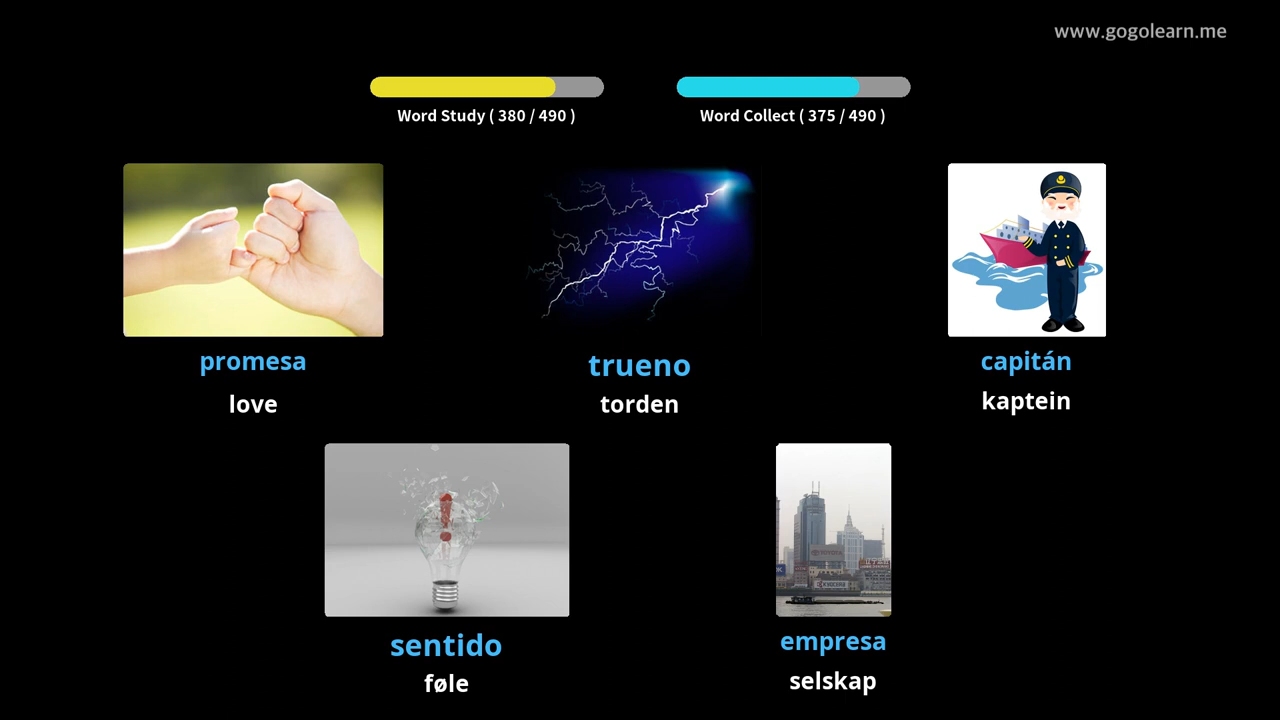 www.gogolearn.me
Word Study ( 380 / 490 )
Word Collect ( 375 / 490 )
promesa
love
trueno
torden
capitán
kaptein
sentido
føle
empresa
selskap